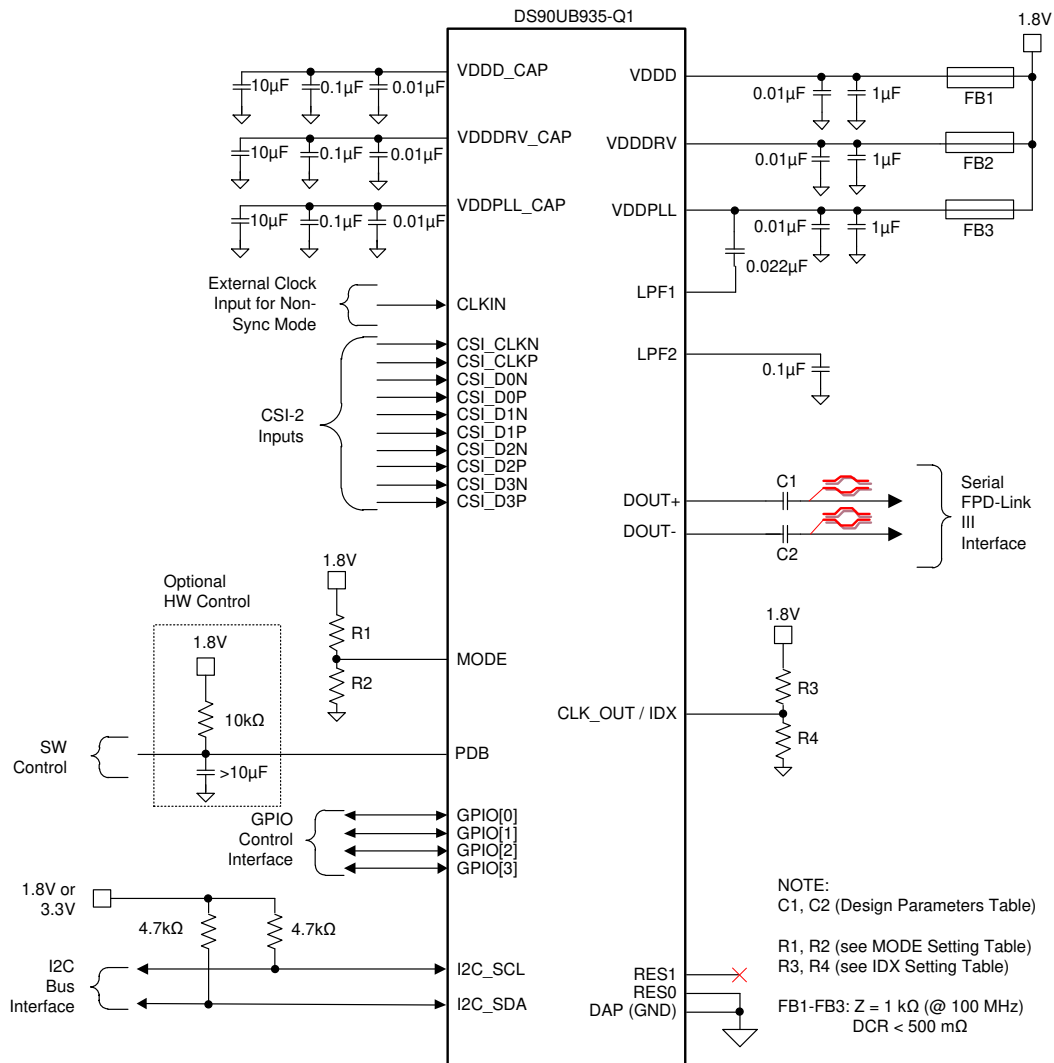 DS90UB935-Q1
1.8V
VDDD_CAP
10µF
0.1µF
0.01µF
VDDDRV_CAP
10µF
0.1µF
0.01µF
VDDPLL_CAP
10µF
0.1µF
0.01µF
VDDD
0.01µF
1µF
FB1
VDDDRV
0.01µF
1µF
FB2
VDDPLL
0.01µF
1µF
FB3
0.022µF
LPF1
LPF2
0.1µF
External Clock
Input for Non-
Sync Mode
CLKIN
CSI-2
Inputs
CSI_CLKN
CSI_CLKP
CSI_D0N
CSI_D0P
CSI_D1N
CSI_D1P
CSI_D2N
CSI_D2P
CSI_D3N
CSI_D3P
DOUT+
DOUT-
C1
C2
Serial
FPD-Link
III
Interface
1.8V
R1
R2
MODE
Optional
HW Control
1.8V
10kΩ
>10µF
SW
Control
PDB
1.8V
R3
R4
CLK_OUT / IDX
GPIO
Control
Interface
GPIO[0]
GPIO[1]
GPIO[2]
GPIO[3]
1.8V or
3.3V
4.7kΩ
4.7kΩ
I2C
Bus
Interface
I2C_SCL
I2C_SDA
RES1
RES0
DAP (GND)
NOTE:
C1, C2 (Design Parameters Table)
R1, R2 (see MODE Setting Table)
R3, R4 (see IDX Setting Table)
FB1-FB3: Z = 1 kΩ (@ 100 MHz)
DCR < 500 mΩ